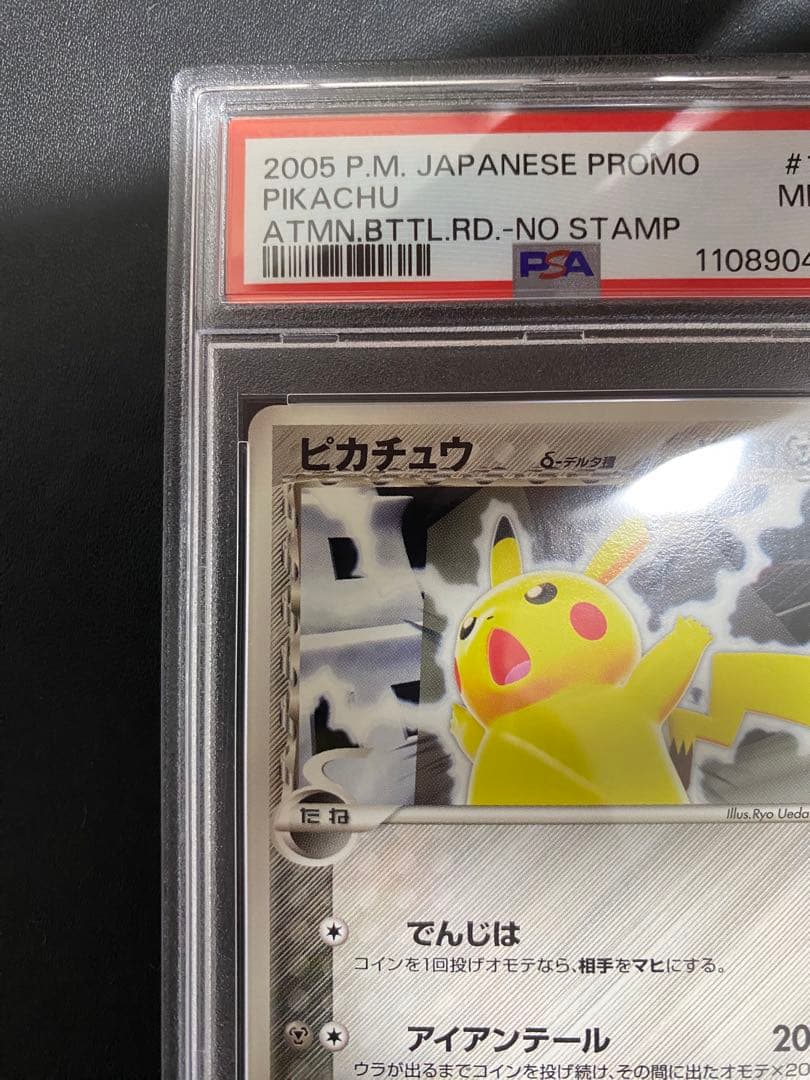 2005 P.M. JAPANESE PROMO
PIKACHU
ATMN.BTTL.RD.-NO STAMP
PSA
1108904
ピカチュウ
δ-デルタ種
たね
Illus.Ryo Ueda
でんじは
コインを1回投げオモテなら、相手をマヒにする。
アイアンテール 20
ウラが出るまでコインを投げ続け、その間に出たオモテ×20